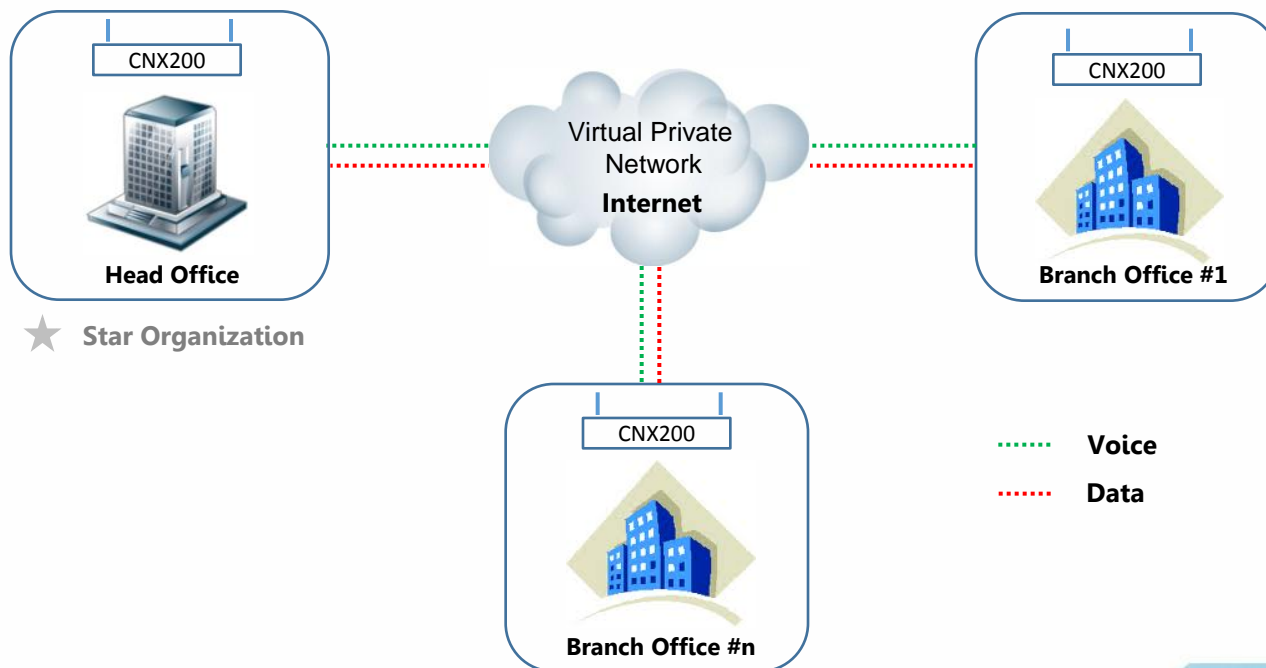 CNX200
Head Office
Star Organization
Virtual Private
Network
Internet
CNX200
Branch Office #1
CNX200
Branch Office #n
Voice
Data